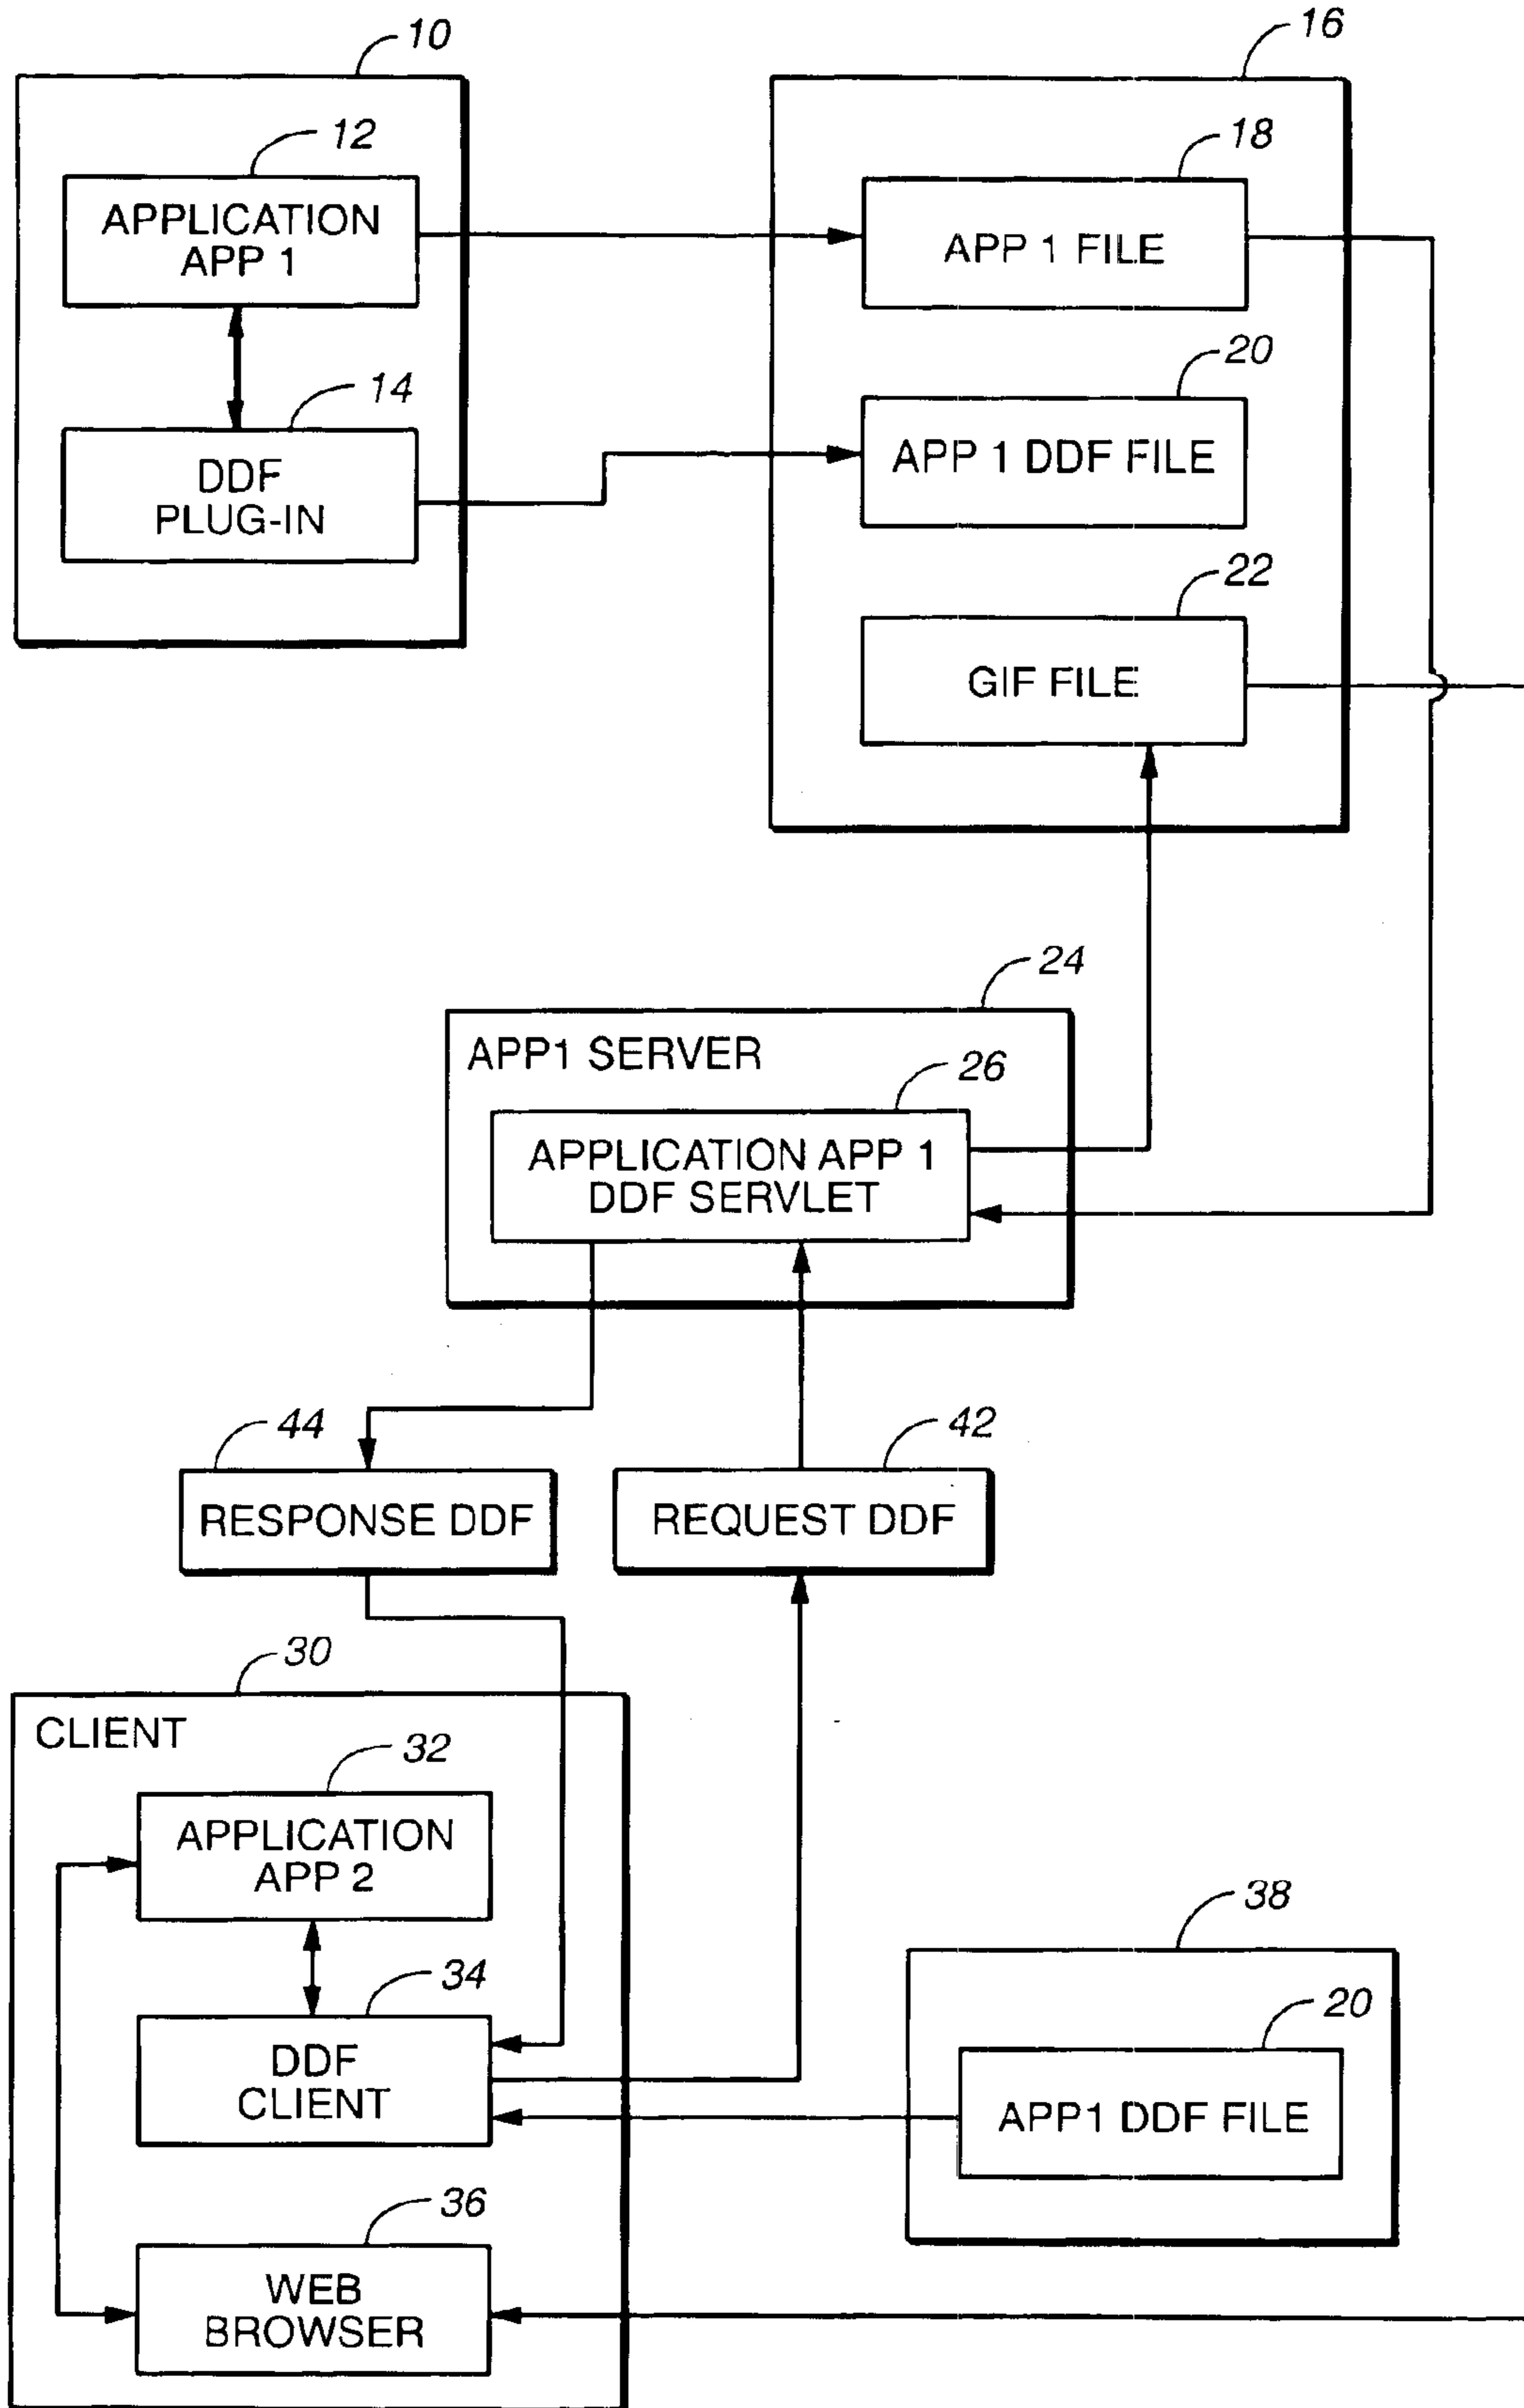 10
16
12
18
APPLICATION
APP 1
APP 1 FILE
20
14
DDF
PLUG-IN
APP 1 DDF FILE
22
GIF FILE
24
APP1 SERVER
26
APPLICATION APP 1
DDF SERVLET
44
42
RESPONSE DDF
REQUEST DDF
30
CLIENT
32
APPLICATION
APP 2
38
34
20
DDF
CLIENT
APP1 DDF FILE
36
WEB
BROWSER